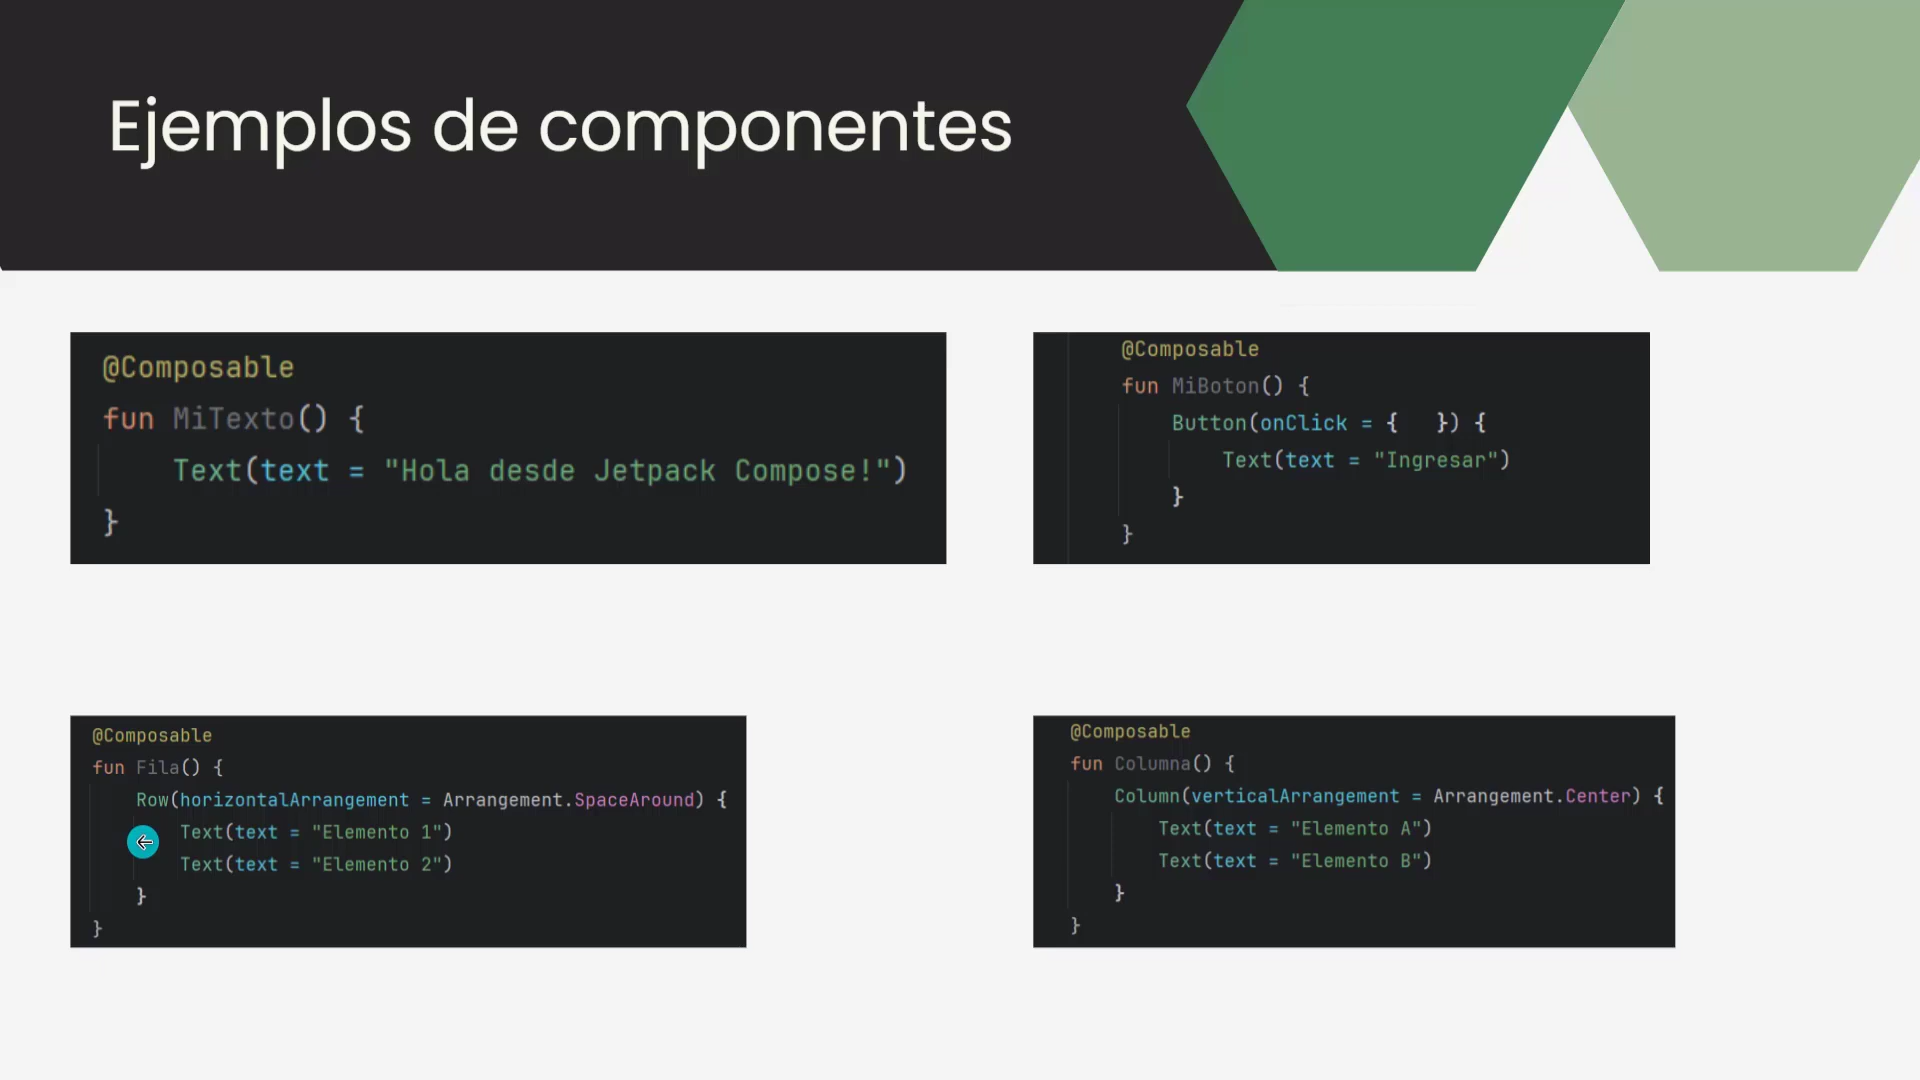 Ejemplos de componentes
@Composable
fun MiTexto() {
Text(text = "Hola desde Jetpack Compose!")
}
@Composable
fun MiBoton() {
Button(onClick = {   }) {
Text(text = "Ingresar")
}
}
@Composable
fun Fila() {
Row(horizontalArrangement = Arrangement.SpaceAround) {
Text(text = "Elemento 1")
Text(text = "Elemento 2")
}
}
@Composable
fun Columna() {
Column(verticalArrangement = Arrangement.Center) {
Text(text = "Elemento A")
Text(text = "Elemento B")
}
}